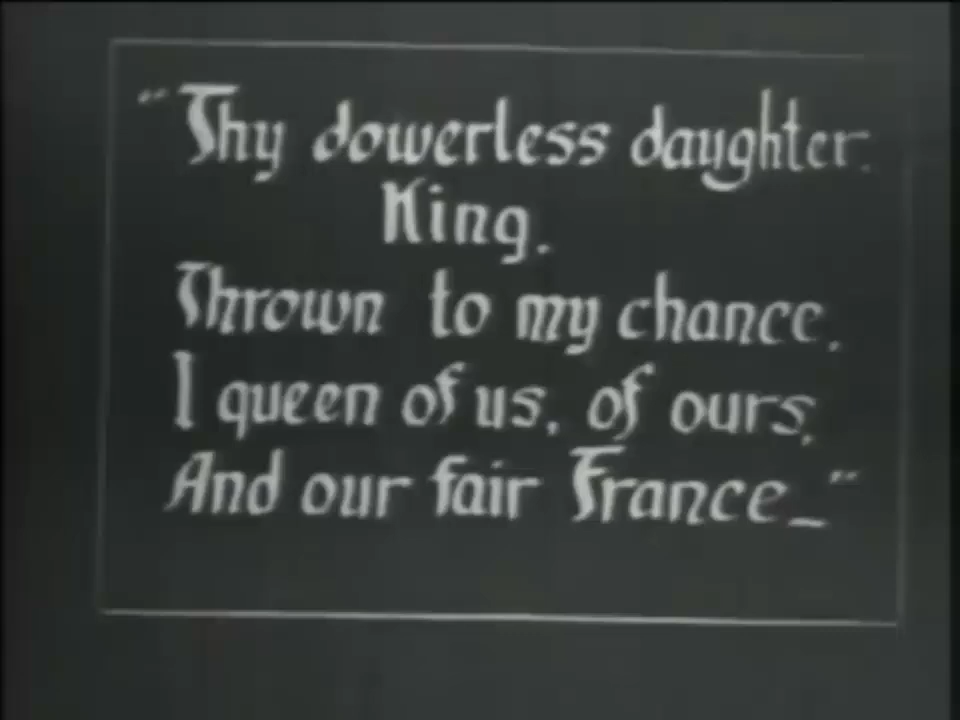 "Thy dowerless daughter.
King.
Thrown to my chance.
I queen of us, of ours,
And our fair France_"